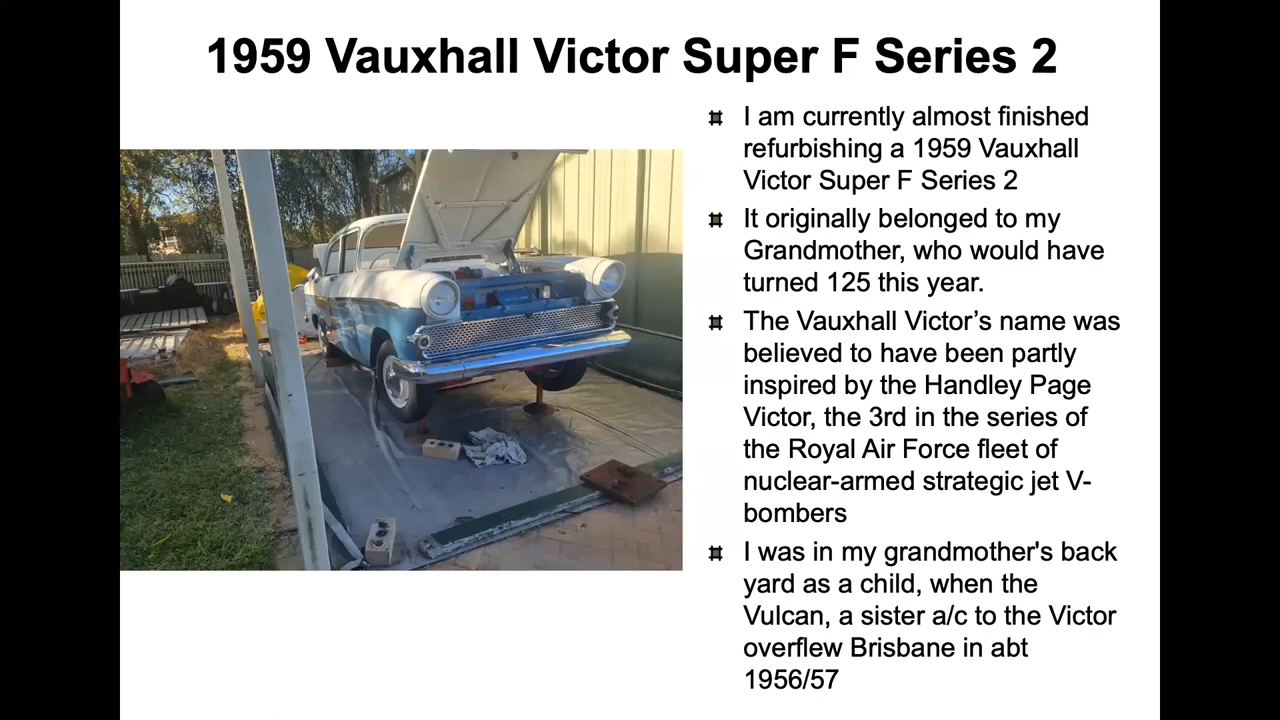 1959 Vauxhall Victor Super F Series 2
I am currently almost finished
refurbishing a 1959 Vauxhall
Victor Super F Series 2
It originally belonged to my
Grandmother, who would have
turned 125 this year.
The Vauxhall Victor’s name was
believed to have been partly
inspired by the Handley Page
Victor, the 3rd in the series of
the Royal Air Force fleet of
nuclear-armed strategic jet V-
bombers
I was in my grandmother's back
yard as a child, when the
Vulcan, a sister a/c to the Victor
overflew Brisbane in abt
1956/57